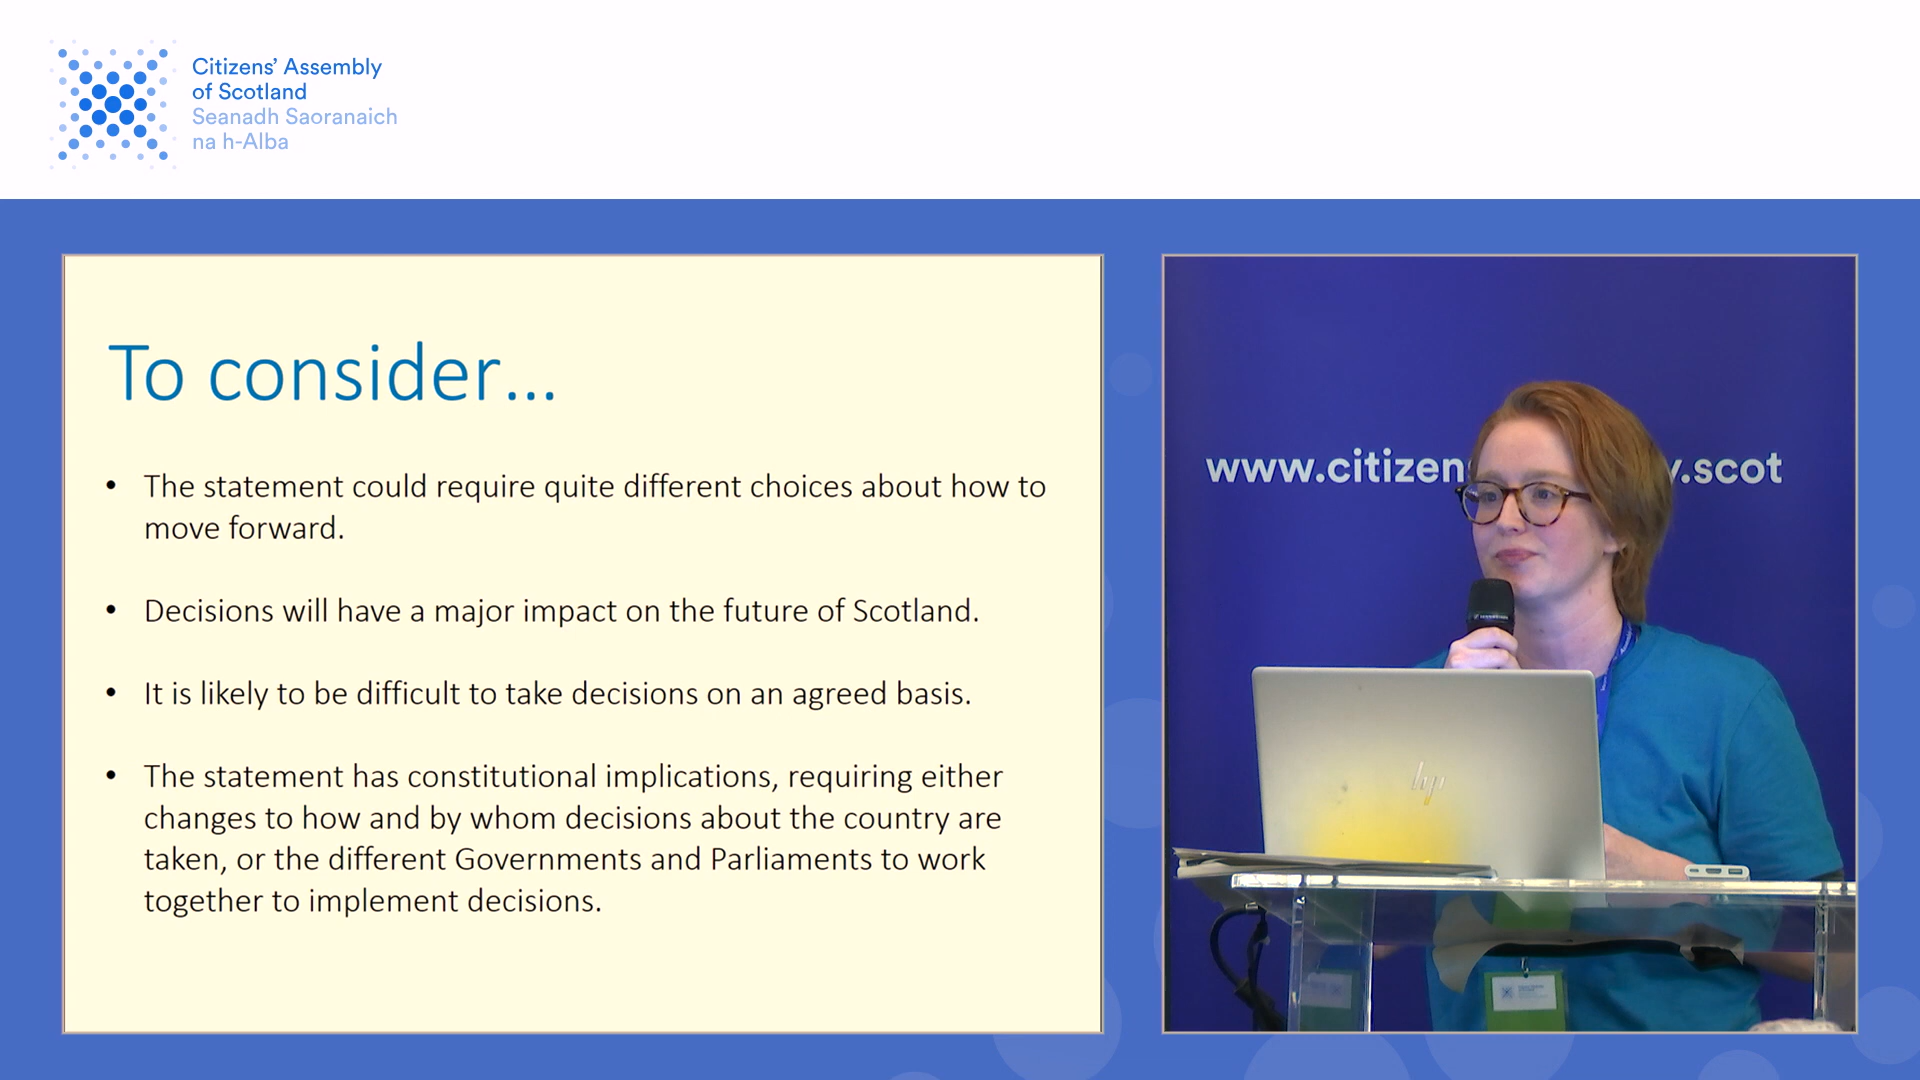 Citizens’ Assembly
of Scotland
Seanadh Saoranaich
na h-Alba
To consider...
• The statement could require quite different choices about how to
move forward.
• Decisions will have a major impact on the future of Scotland.
• It is likely to be difficult to take decisions on an agreed basis.
• The statement has constitutional implications, requiring either
changes to how and by whom decisions about the country are
taken, or the different Governments and Parliaments to work
together to implement decisions.
www.citizen y.scot
hp